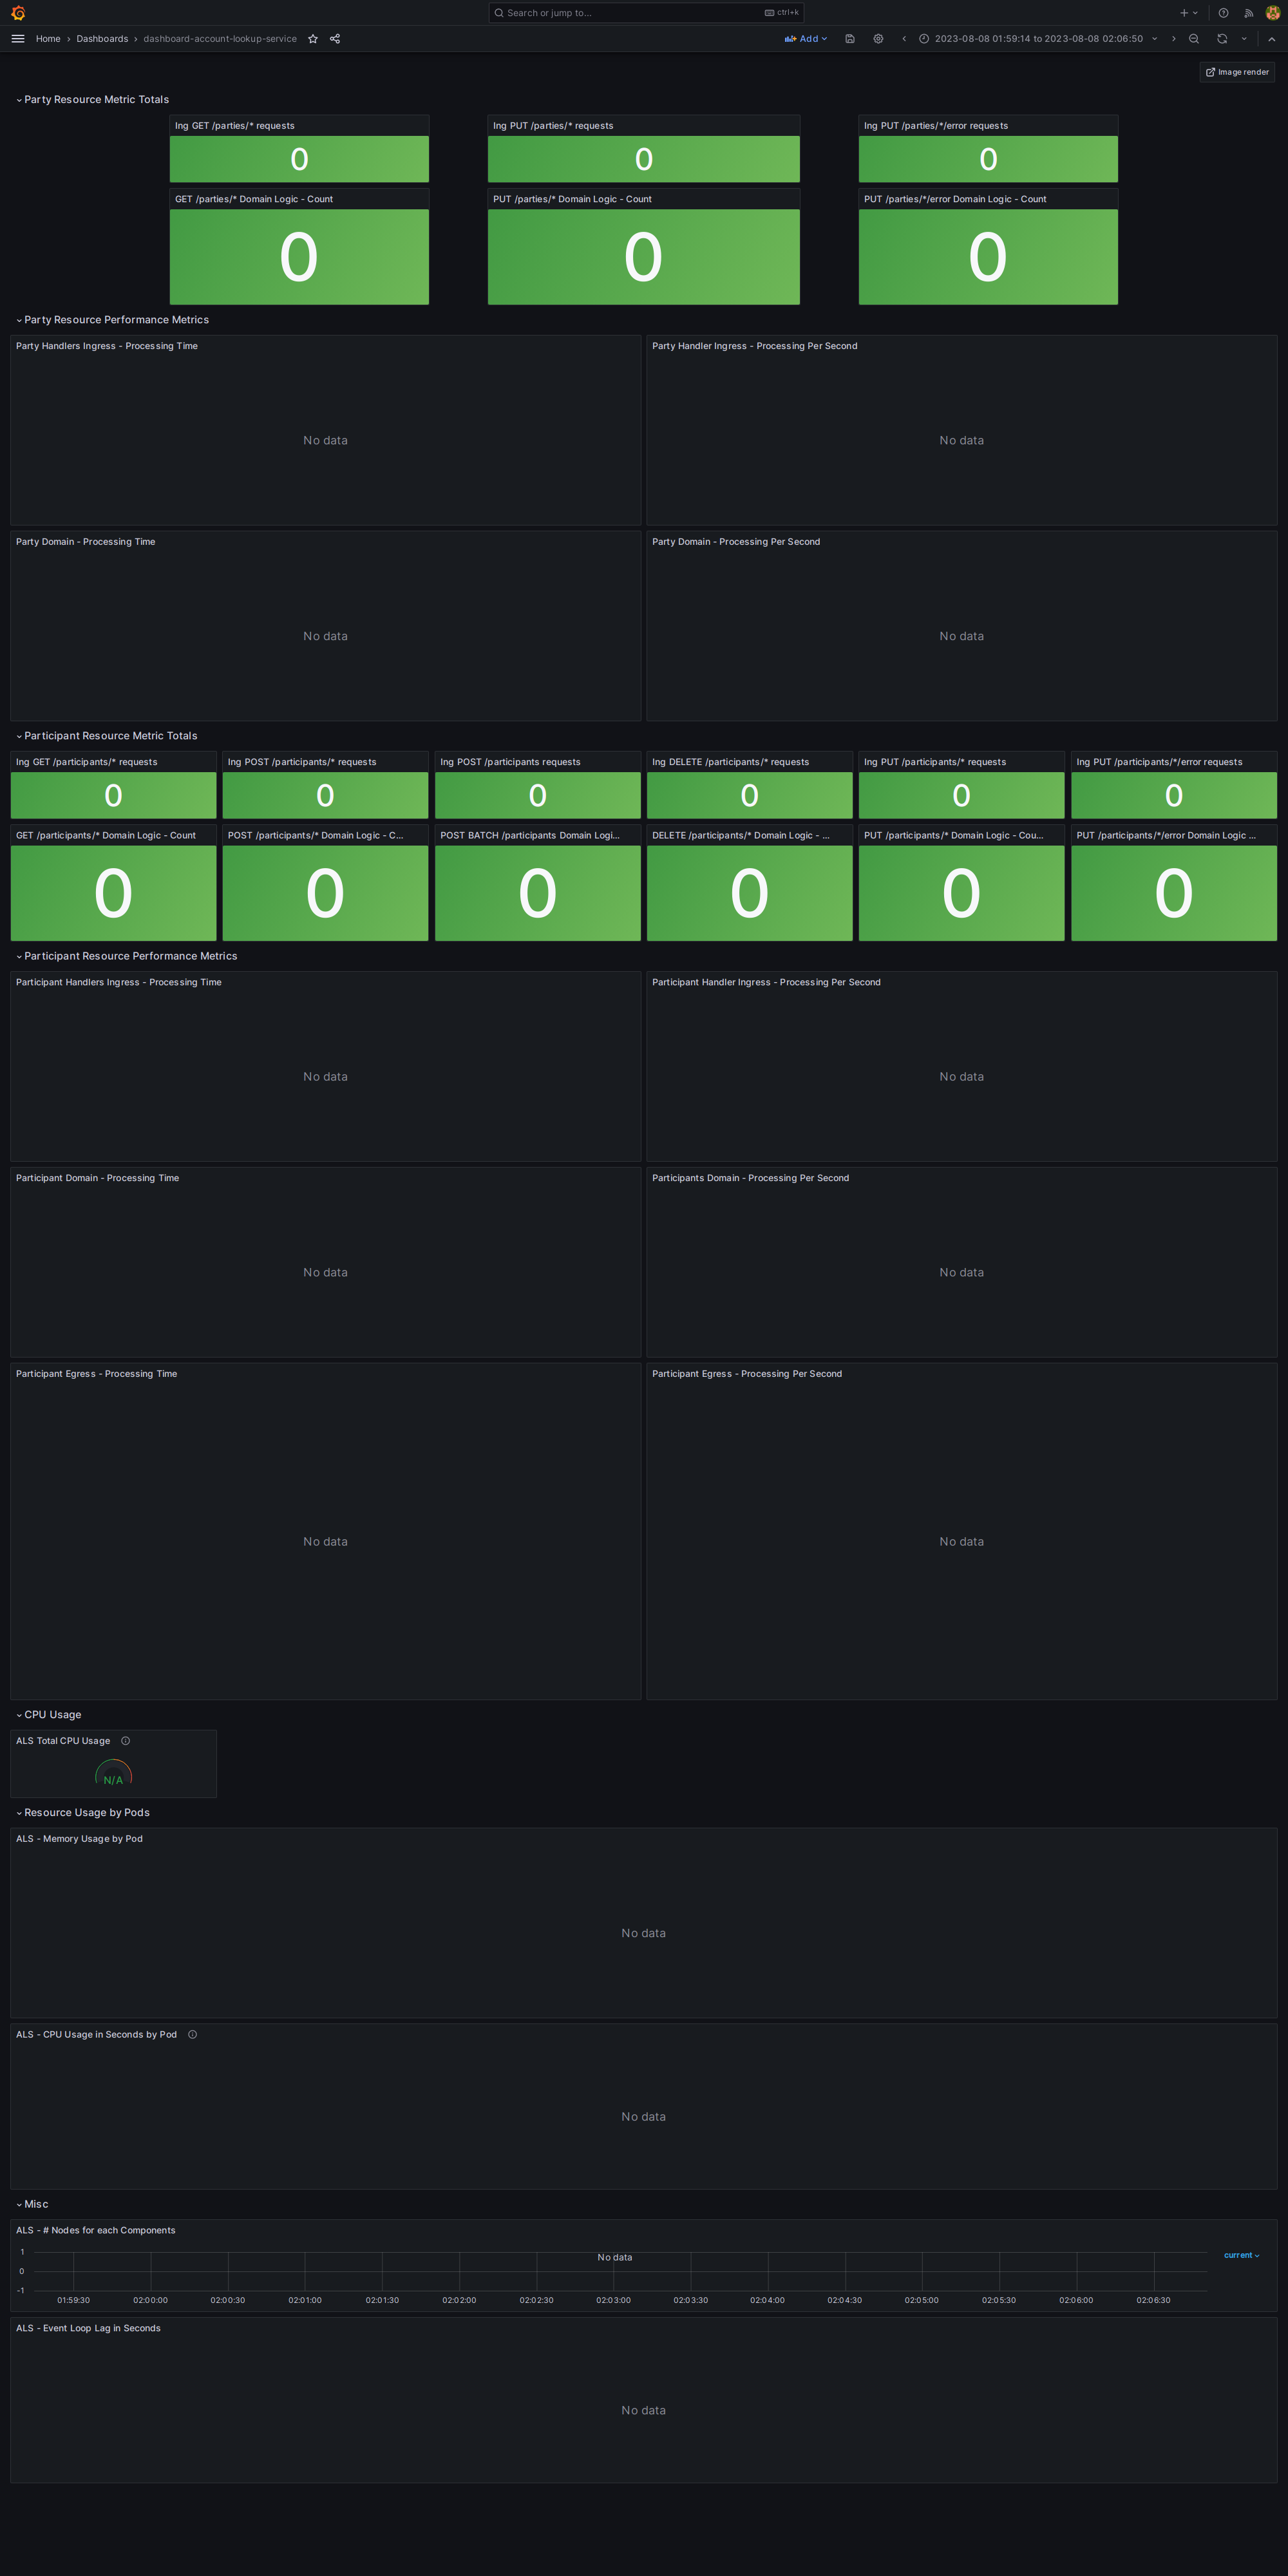 Search or jump to...
ctrl+k
Home › Dashboards › dashboard-account-lookup-service
Add
2023-08-08 01:59:14 to 2023-08-08 02:06:50
Image render
Party Resource Metric Totals
Ing GET /parties/* requests
Ing PUT /parties/* requests
Ing PUT /parties/*/error requests
0
0
0
GET /parties/* Domain Logic - Count
PUT /parties/* Domain Logic - Count
PUT /parties/*/error Domain Logic - Count
0
0
0
Party Resource Performance Metrics
Party Handlers Ingress - Processing Time
Party Handler Ingress - Processing Per Second
No data
No data
Party Domain - Processing Time
Party Domain - Processing Per Second
No data
No data
Participant Resource Metric Totals
Ing GET /participants/* requests
Ing POST /participants/* requests
Ing POST /participants requests
Ing DELETE /participants/* requests
Ing PUT /participants/* requests
Ing PUT /participants/*/error requests
0
0
0
0
0
0
GET /participants/* Domain Logic - Count
POST /participants/* Domain Logic - C...
POST BATCH /participants Domain Logi...
DELETE /participants/* Domain Logic - ...
PUT /participants/* Domain Logic - Cou...
PUT /participants/*/error Domain Logic ...
0
0
0
0
0
0
Participant Resource Performance Metrics
Participant Handlers Ingress - Processing Time
Participant Handler Ingress - Processing Per Second
No data
No data
Participant Domain - Processing Time
Participants Domain - Processing Per Second
No data
No data
Participant Egress - Processing Time
Participant Egress - Processing Per Second
No data
No data
CPU Usage
ALS Total CPU Usage
N/A
Resource Usage by Pods
ALS - Memory Usage by Pod
No data
ALS - CPU Usage in Seconds by Pod
No data
Misc
ALS - # Nodes for each Components
1
No data
current
0
-1
01:59:30 02:00:00 02:00:30 02:01:00 02:01:30 02:02:00 02:02:30 02:03:00 02:03:30 02:04:00 02:04:30 02:05:00 02:05:30 02:06:00 02:06:30
ALS - Event Loop Lag in Seconds
No data